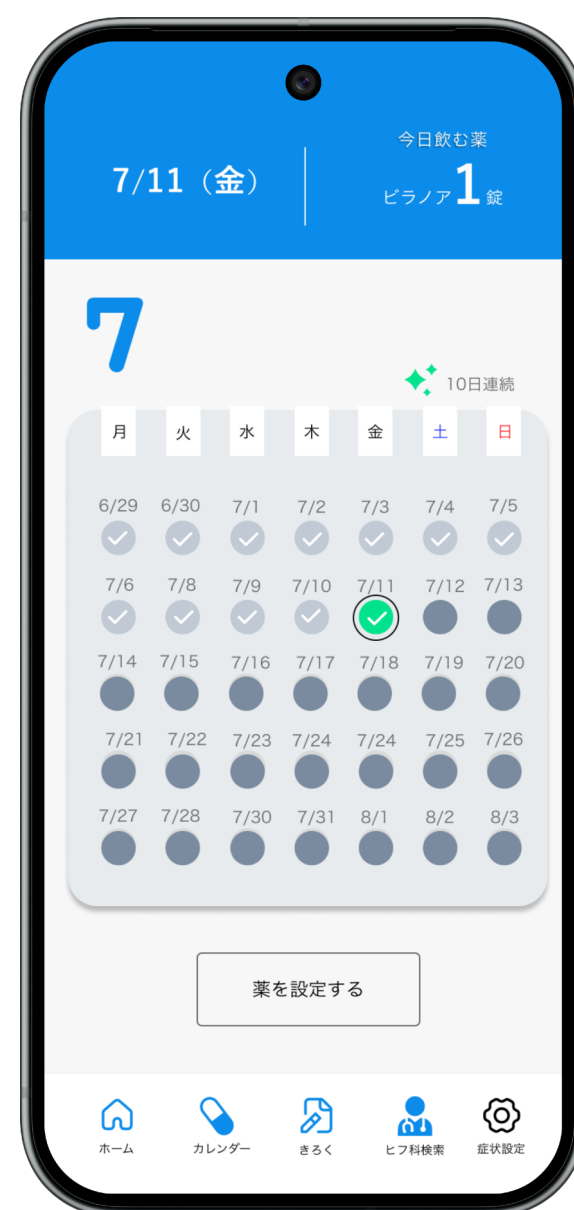 7/11（金）
今日飲む薬
ビラノア1錠
7
10日連続
月 火 水 木 金 土 日
6/29 6/30 7/1 7/2 7/3 7/4 7/5
7/6 7/8 7/9 7/10 7/11 7/12 7/13
7/14 7/15 7/16 7/17 7/18 7/19 7/20
7/21 7/22 7/23 7/24 7/24 7/25 7/26
7/27 7/28 7/30 7/31 8/1 8/2 8/3
薬を設定する
ホーム カレンダー きろく ヒフ科検索 症状設定